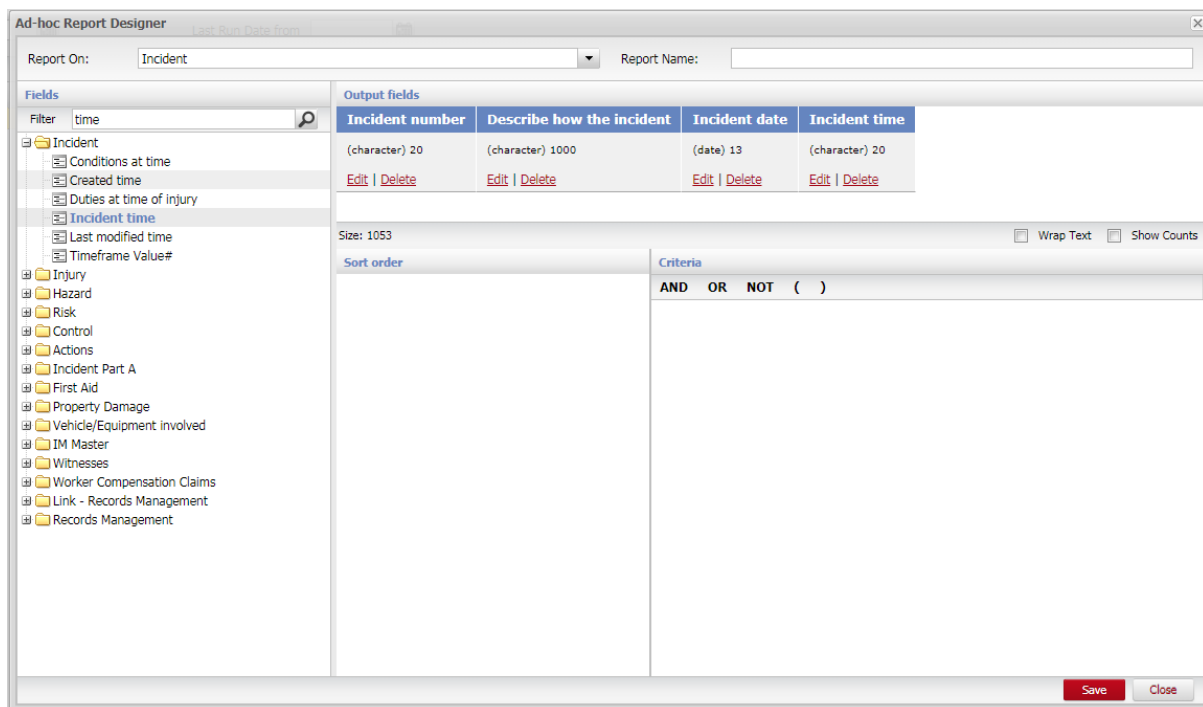 Ad-hoc Report Designer
Last Run Date from
Report On: Incident Report Name:
Fields
Filter time
Incident
Conditions at time
Created time
Duties at time of injury
Incident time
Last modified time
Timeframe Value#
Injury
Hazard
Risk
Control
Actions
Incident Part A
First Aid
Property Damage
Vehicle/Equipment involved
IM Master
Witnesses
Worker Compensation Claims
Link - Records Management
Records Management
Output fields
Incident number Describe how the incident Incident date Incident time
(character) 20 (character) 1000 (date) 13 (character) 20
Edit | Delete Edit | Delete Edit | Delete Edit | Delete
Size: 1053 Wrap Text Show Counts
Sort order
Criteria
AND OR NOT ( )
Save Close